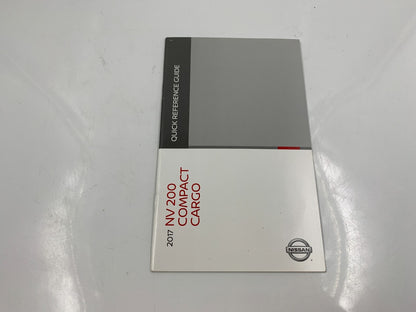 QUICK REFERENCE GUIDE
2017 NV200
COMPACT
CARGO
NISSAN